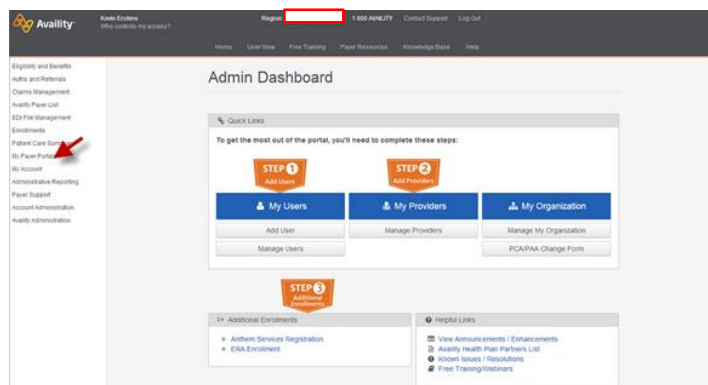 Availity
Keen Erskine
Who controls my access?
Region
1 800 AVAILITY
Contact Support
Log Out
Home
User View
Free Training
Payer Resources
Knowledge Base
Help
Eligibility and Benefits
Auths and Referrals
Claims Management
Availity Payer List
EDI File Management
Enrollments
Patient Care Summ
My Payer Portals
My Account
Administrative Reporting
Payer Support
Account Administration
Availity Administration
Admin Dashboard
Quick Links
To get the most out of the portal, you'll need to complete these steps:
STEP 1
Add Users
STEP 2
Add Providers
My Users
My Providers
My Organization
Add User
Manage Providers
Manage My Organization
Manage Users
PCA/PAA Change Form
STEP 3
Additional
Enrollments
Additional Enrollments
Helpful Links
» Anthem Services Registration
» ERA Enrollment
View Announcements / Enhancements
Availity Health Plan Partners List
Known Issues / Resolutions
Free Training/Webinars